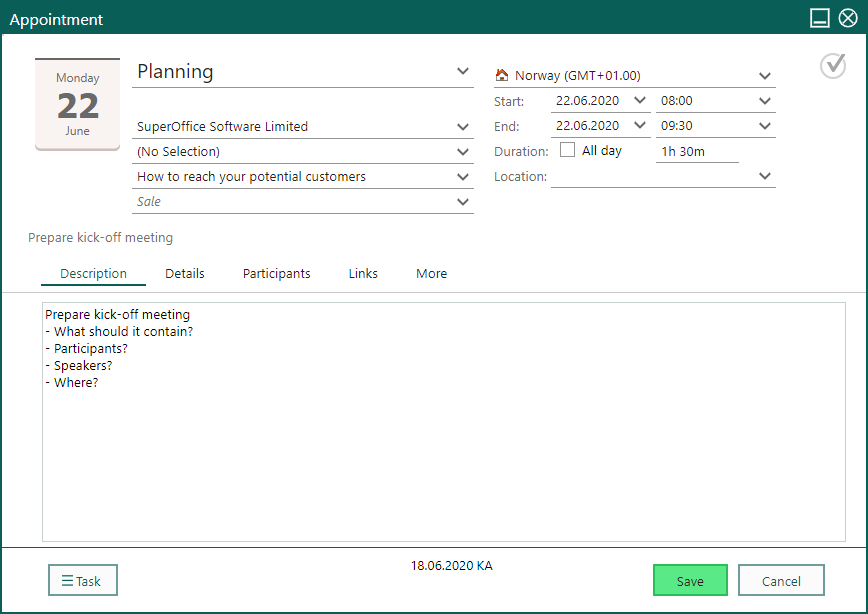 Appointment
Monday
22
June
Planning
SuperOffice Software Limited
(No Selection)
How to reach your potential customers
Sale
Norway (GMT+01.00)
Start: 22.06.2020 08:00
End: 22.06.2020 09:30
Duration: All day 1h 30m
Location:
Prepare kick-off meeting
Description Details Participants Links More
Prepare kick-off meeting
- What should it contain?
- Participants?
- Speakers?
- Where?
Task 18.06.2020 KA Save Cancel